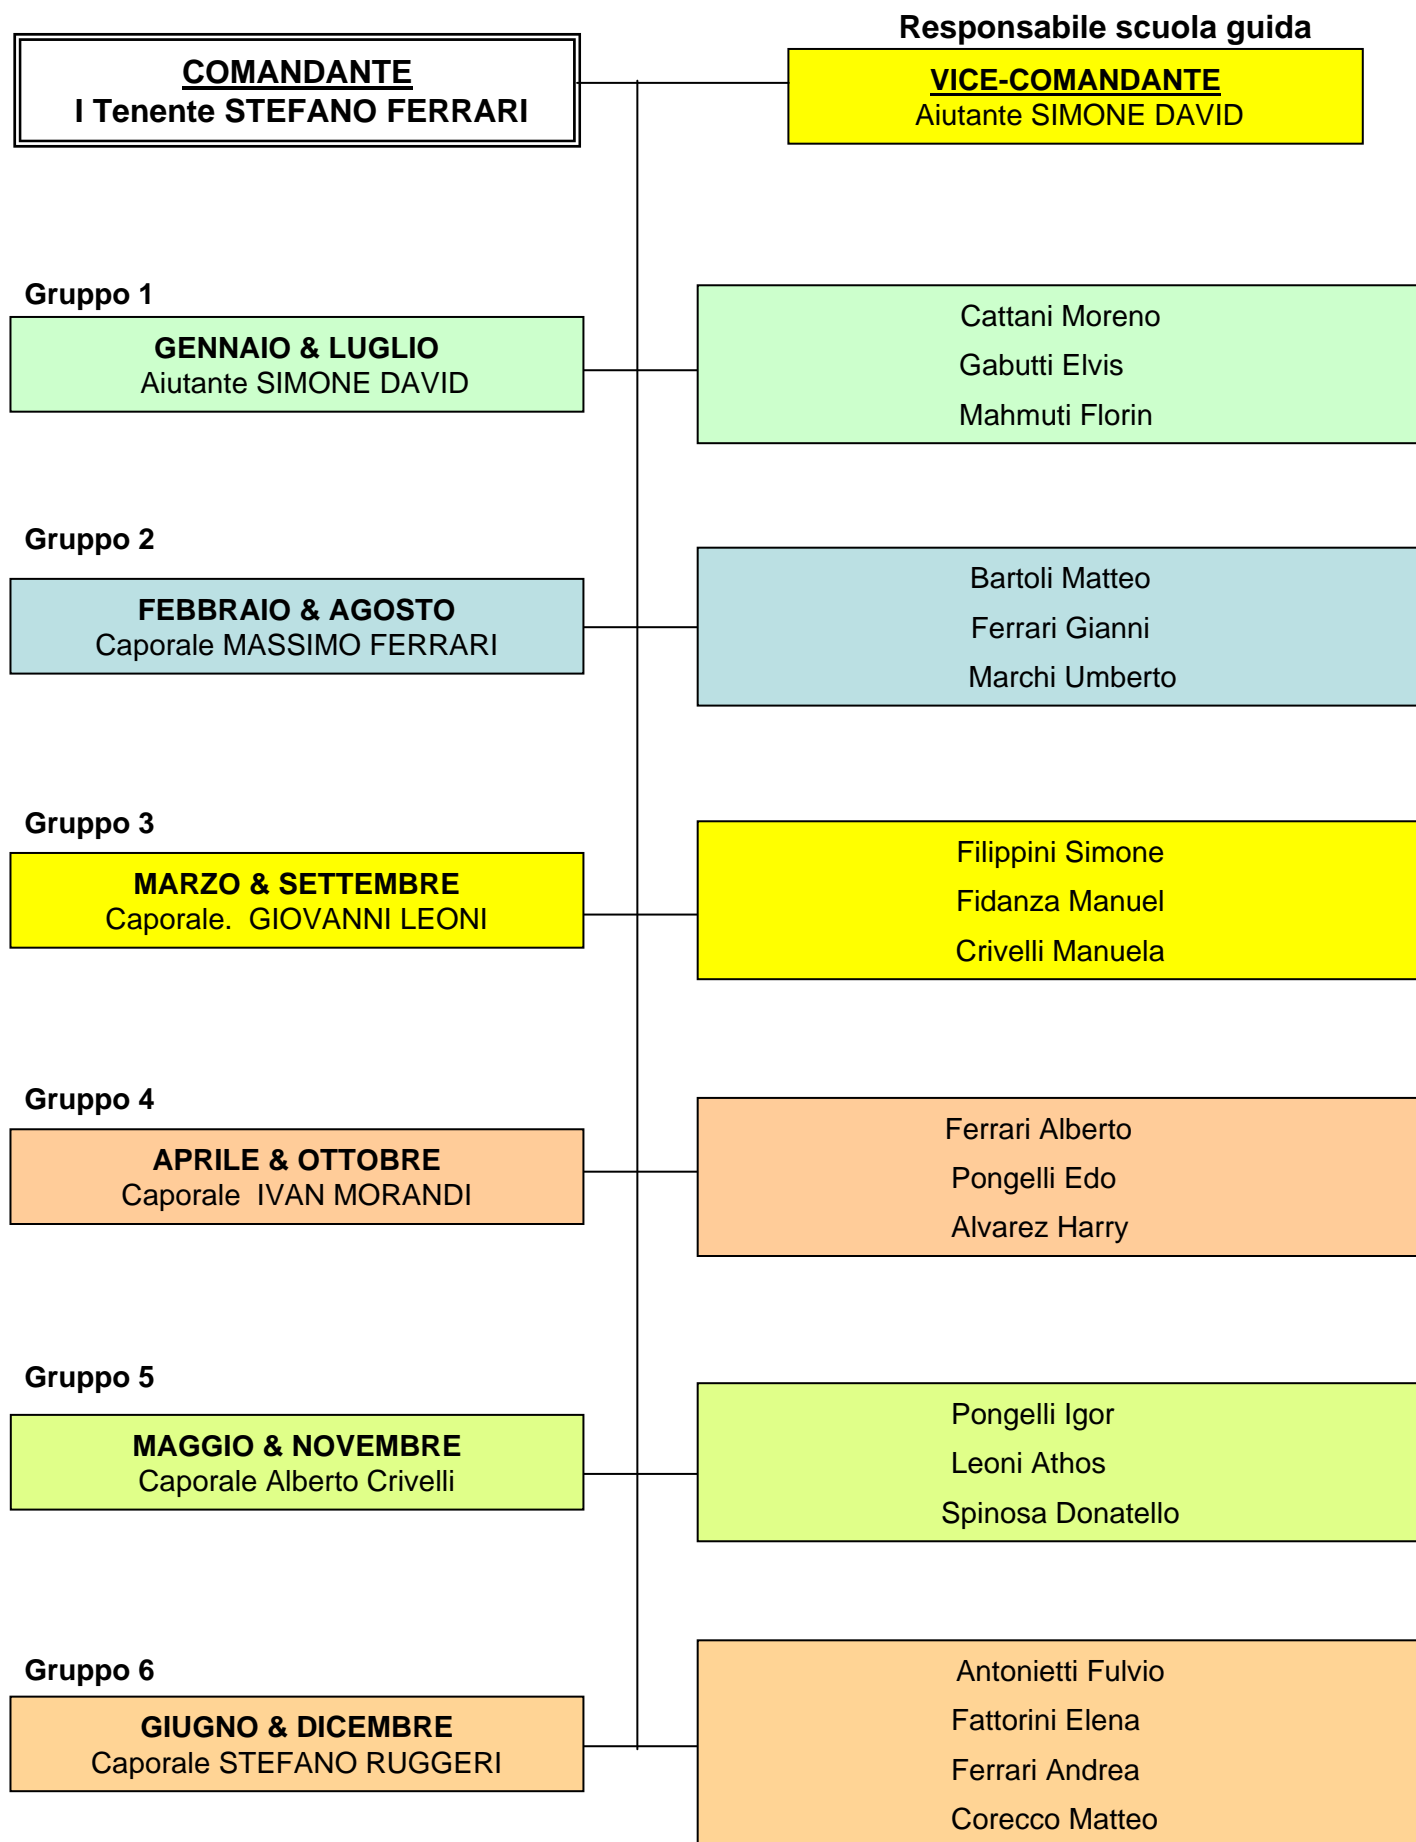 Responsabile scuola guida
COMANDANTE
I Tenente STEFANO FERRARI
VICE-COMANDANTE
Aiutante SIMONE DAVID
Gruppo 1
GENNAIO & LUGLIO
Aiutante SIMONE DAVID
Cattani Moreno
Gabutti Elvis
Mahmuti Florin
Gruppo 2
FEBBRAIO & AGOSTO
Caporale MASSIMO FERRARI
Bartoli Matteo
Ferrari Gianni
Marchi Umberto
Gruppo 3
MARZO & SETTEMBRE
Caporale. GIOVANNI LEONI
Filippini Simone
Fidanza Manuel
Crivelli Manuela
Gruppo 4
APRILE & OTTOBRE
Caporale IVAN MORANDI
Ferrari Alberto
Pongelli Edo
Alvarez Harry
Gruppo 5
MAGGIO & NOVEMBRE
Caporale Alberto Crivelli
Pongelli Igor
Leoni Athos
Spinosa Donatello
Gruppo 6
GIUGNO & DICEMBRE
Caporale STEFANO RUGGERI
Antonietti Fulvio
Fattorini Elena
Ferrari Andrea
Corecco Matteo